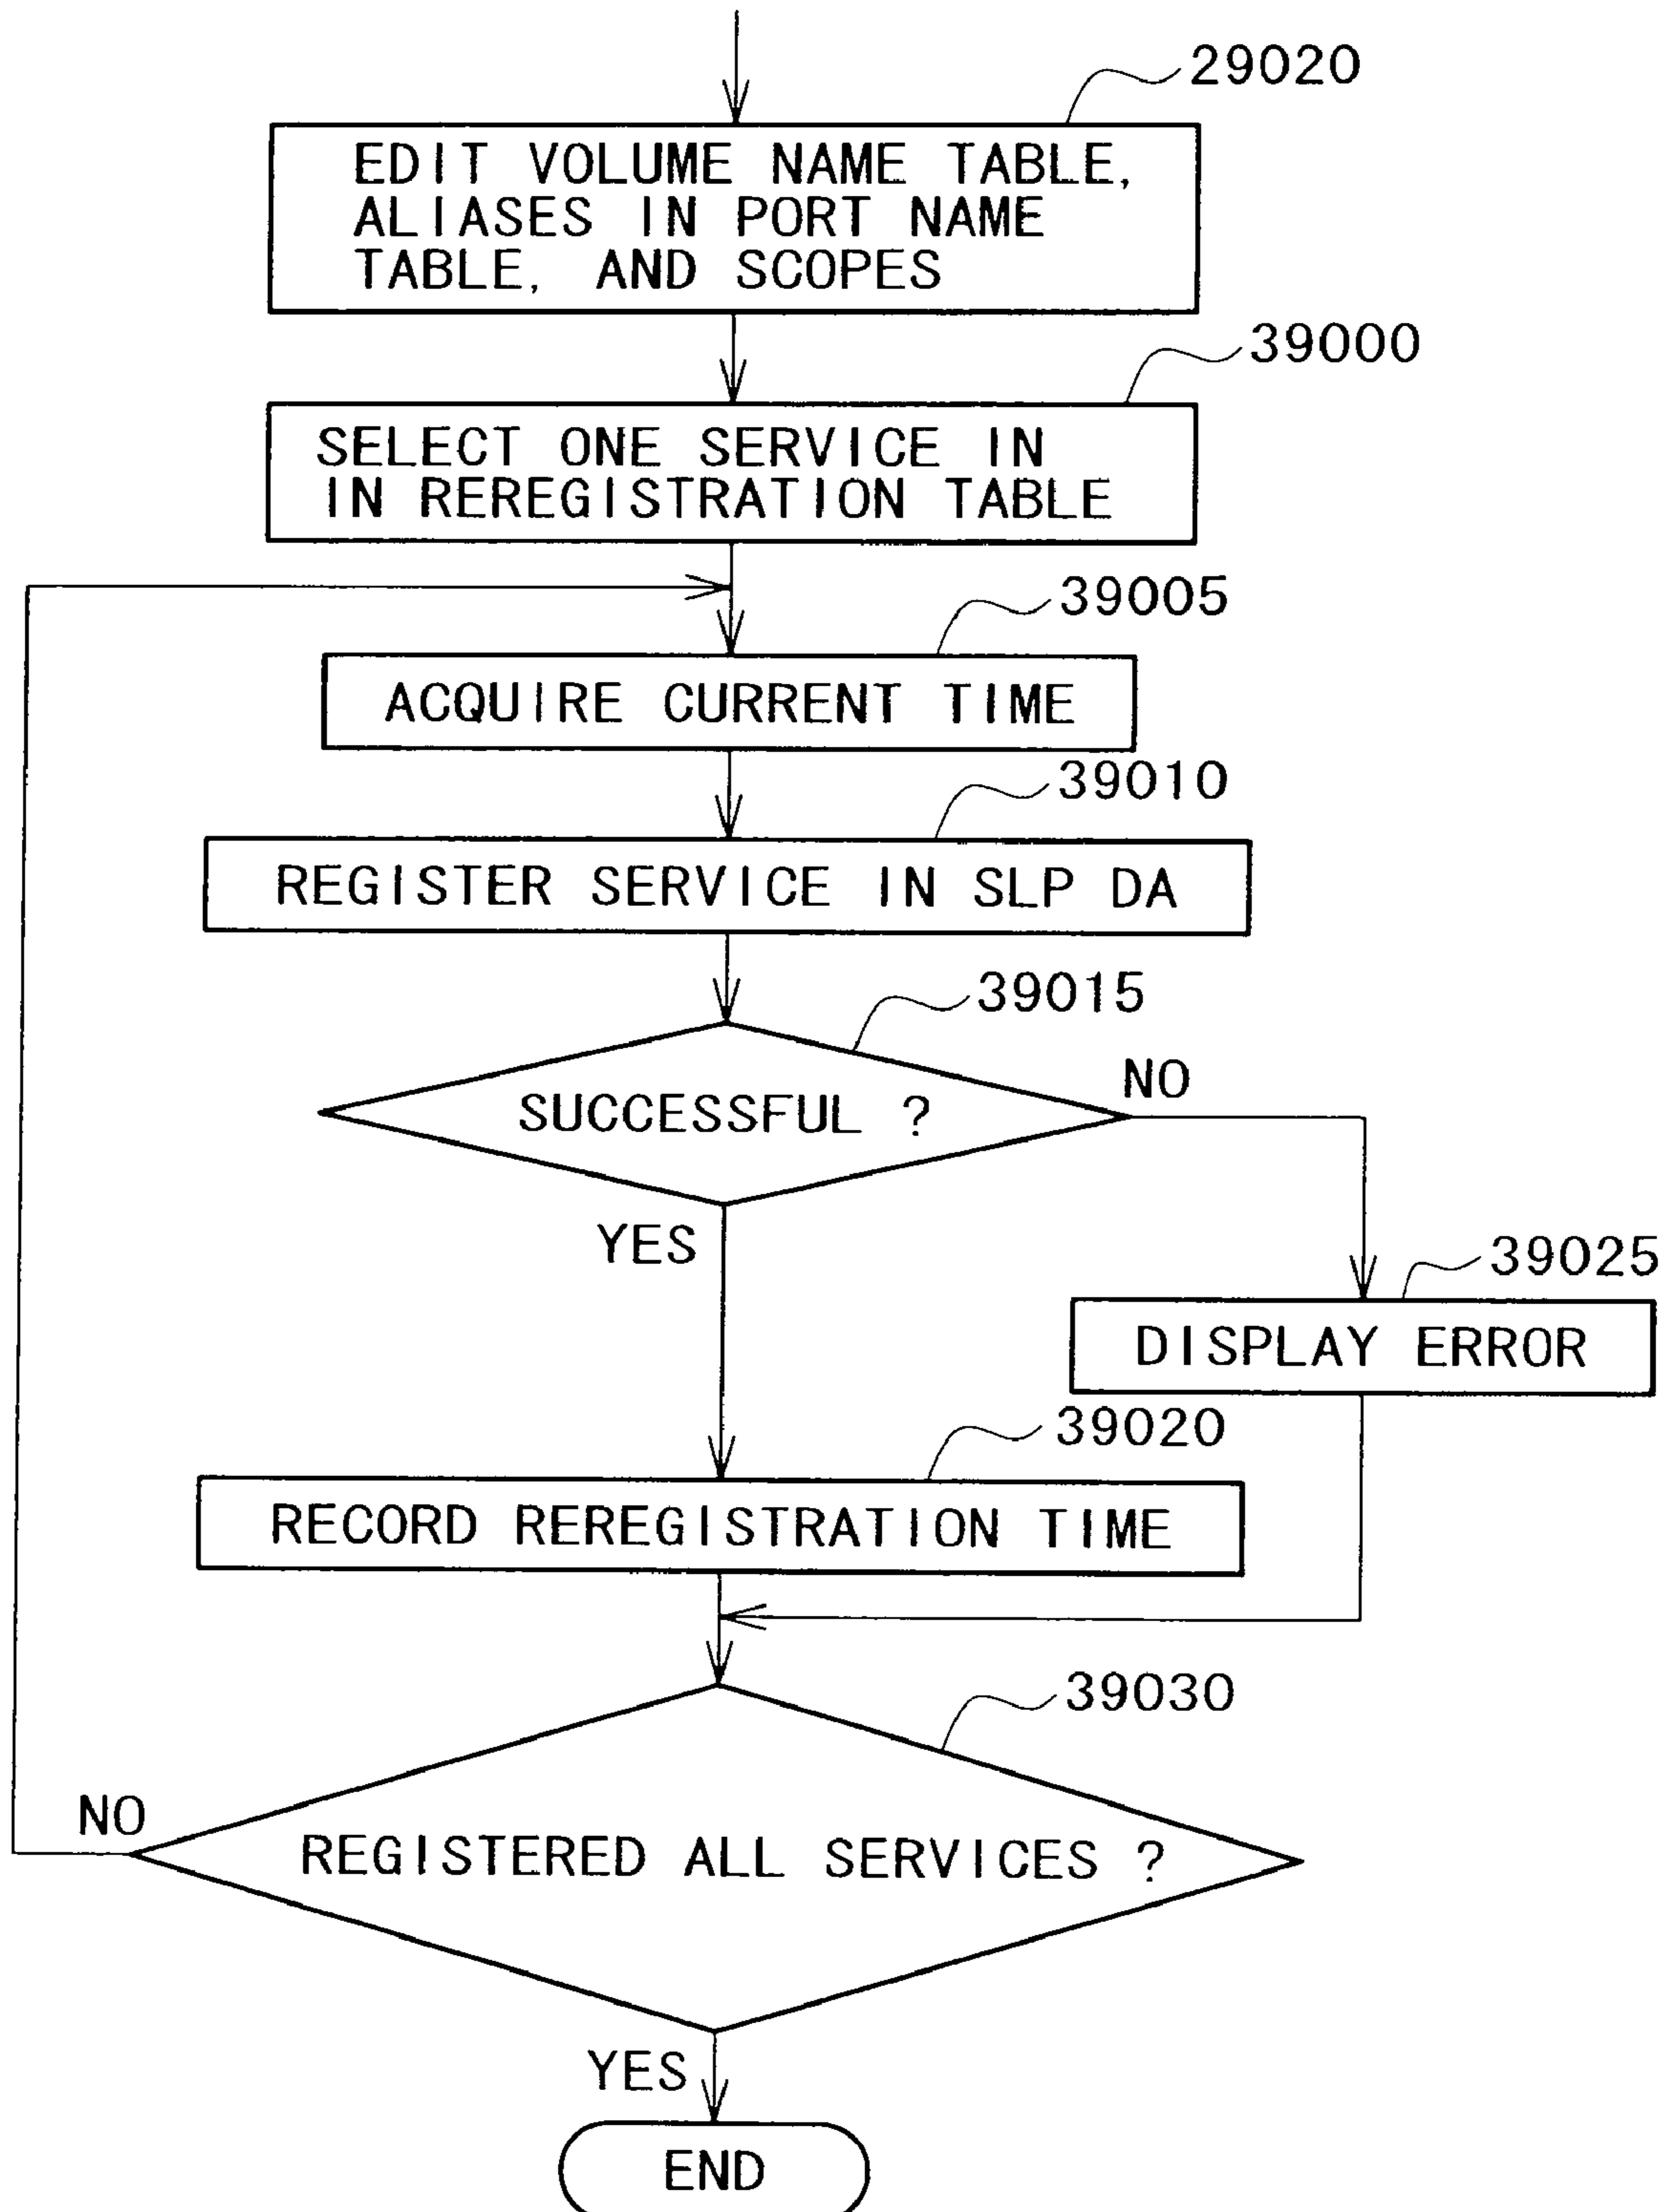 29020
EDIT VOLUME NAME TABLE,
ALIASES IN PORT NAME
TABLE, AND SCOPES
39000
SELECT ONE SERVICE IN
IN REREGISTRATION TABLE
39005
ACQUIRE CURRENT TIME
39010
REGISTER SERVICE IN SLP DA
39015
SUCCESSFUL ?
NO
YES
39025
DISPLAY ERROR
39020
RECORD REREGISTRATION TIME
39030
NO
REGISTERED ALL SERVICES ?
YES
END